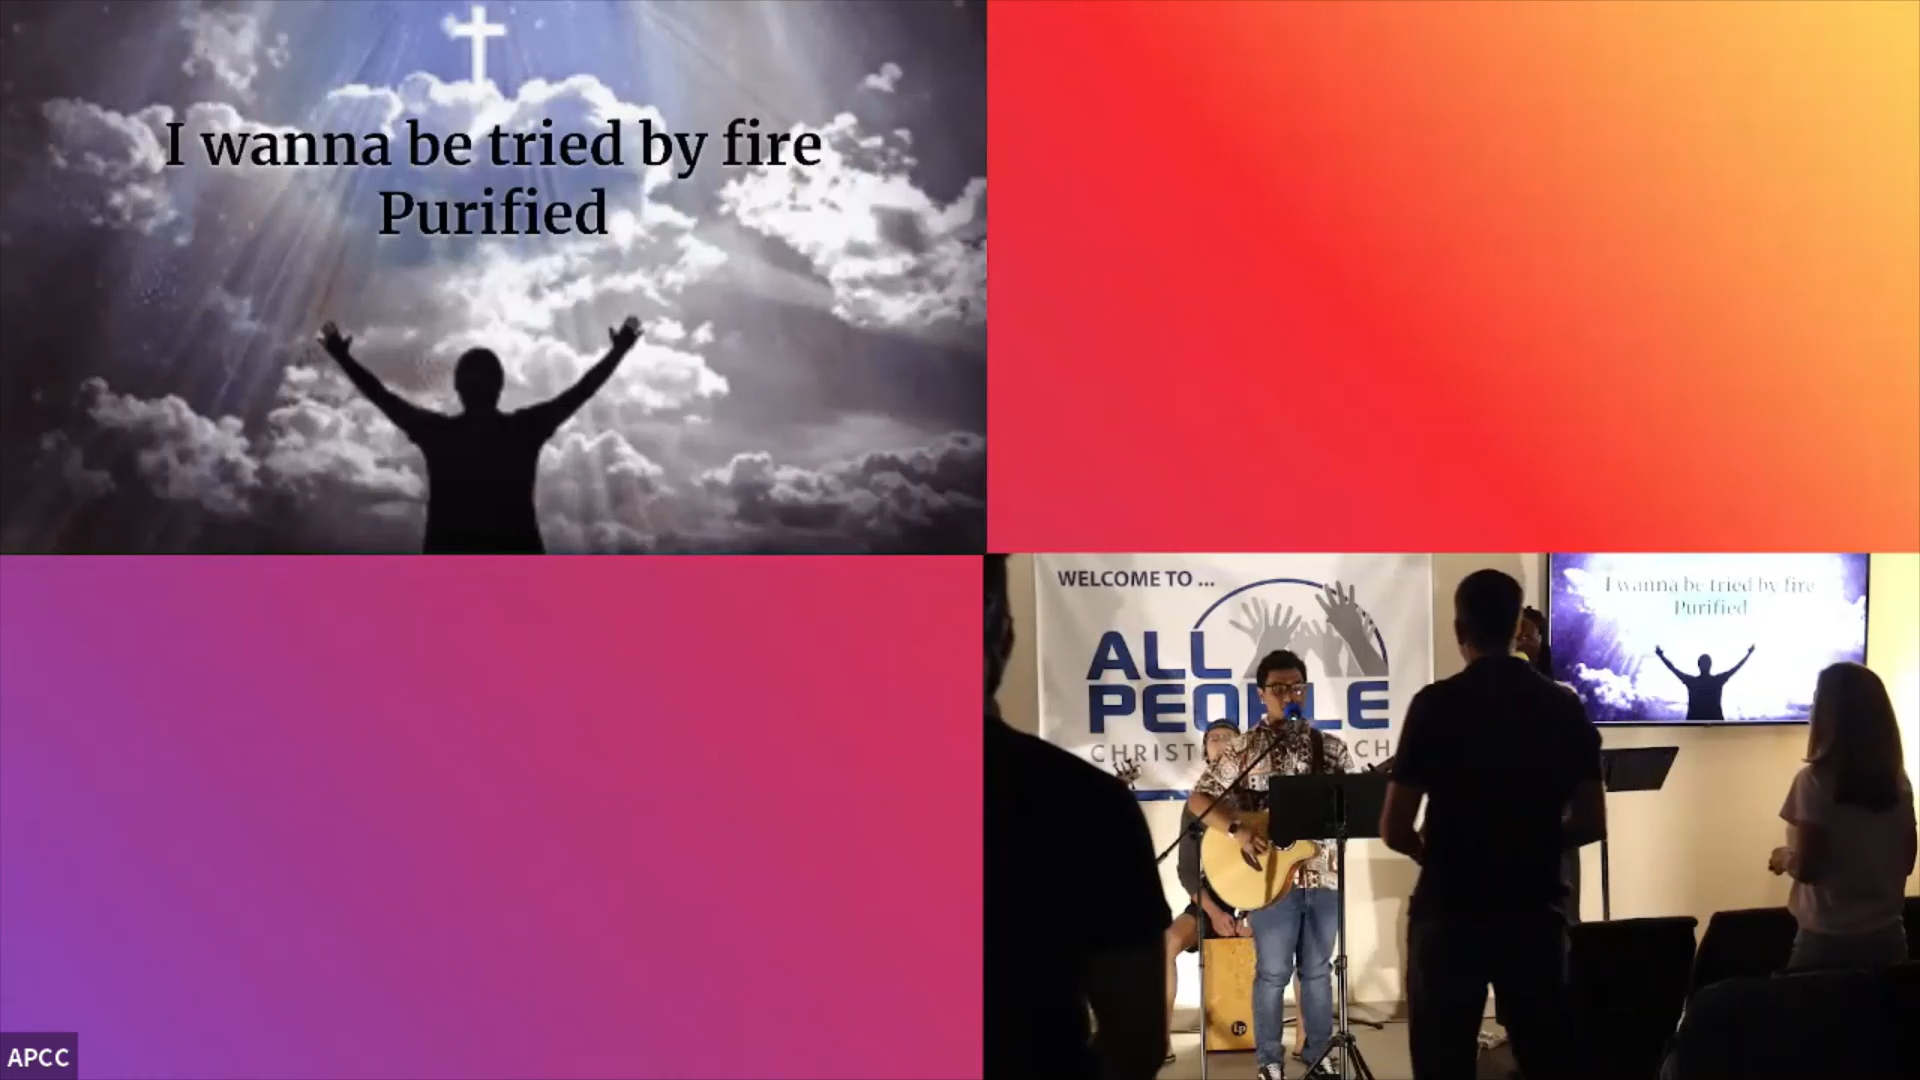 I wanna be tried by fire
Purified
WELCOME TO ...
ALL
PEOPLE
CHRIST CH
I wanna be tried by fire
Purified
LP
APCC